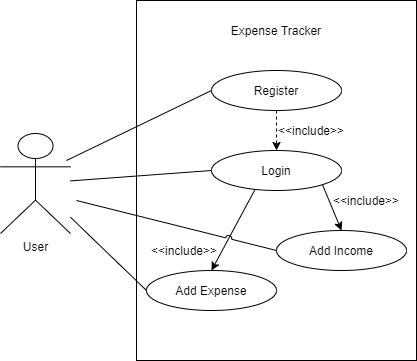 Expense Tracker
Register
<<include>>
Login
<<include>>
User
<<include>>
Add Income
Add Expense